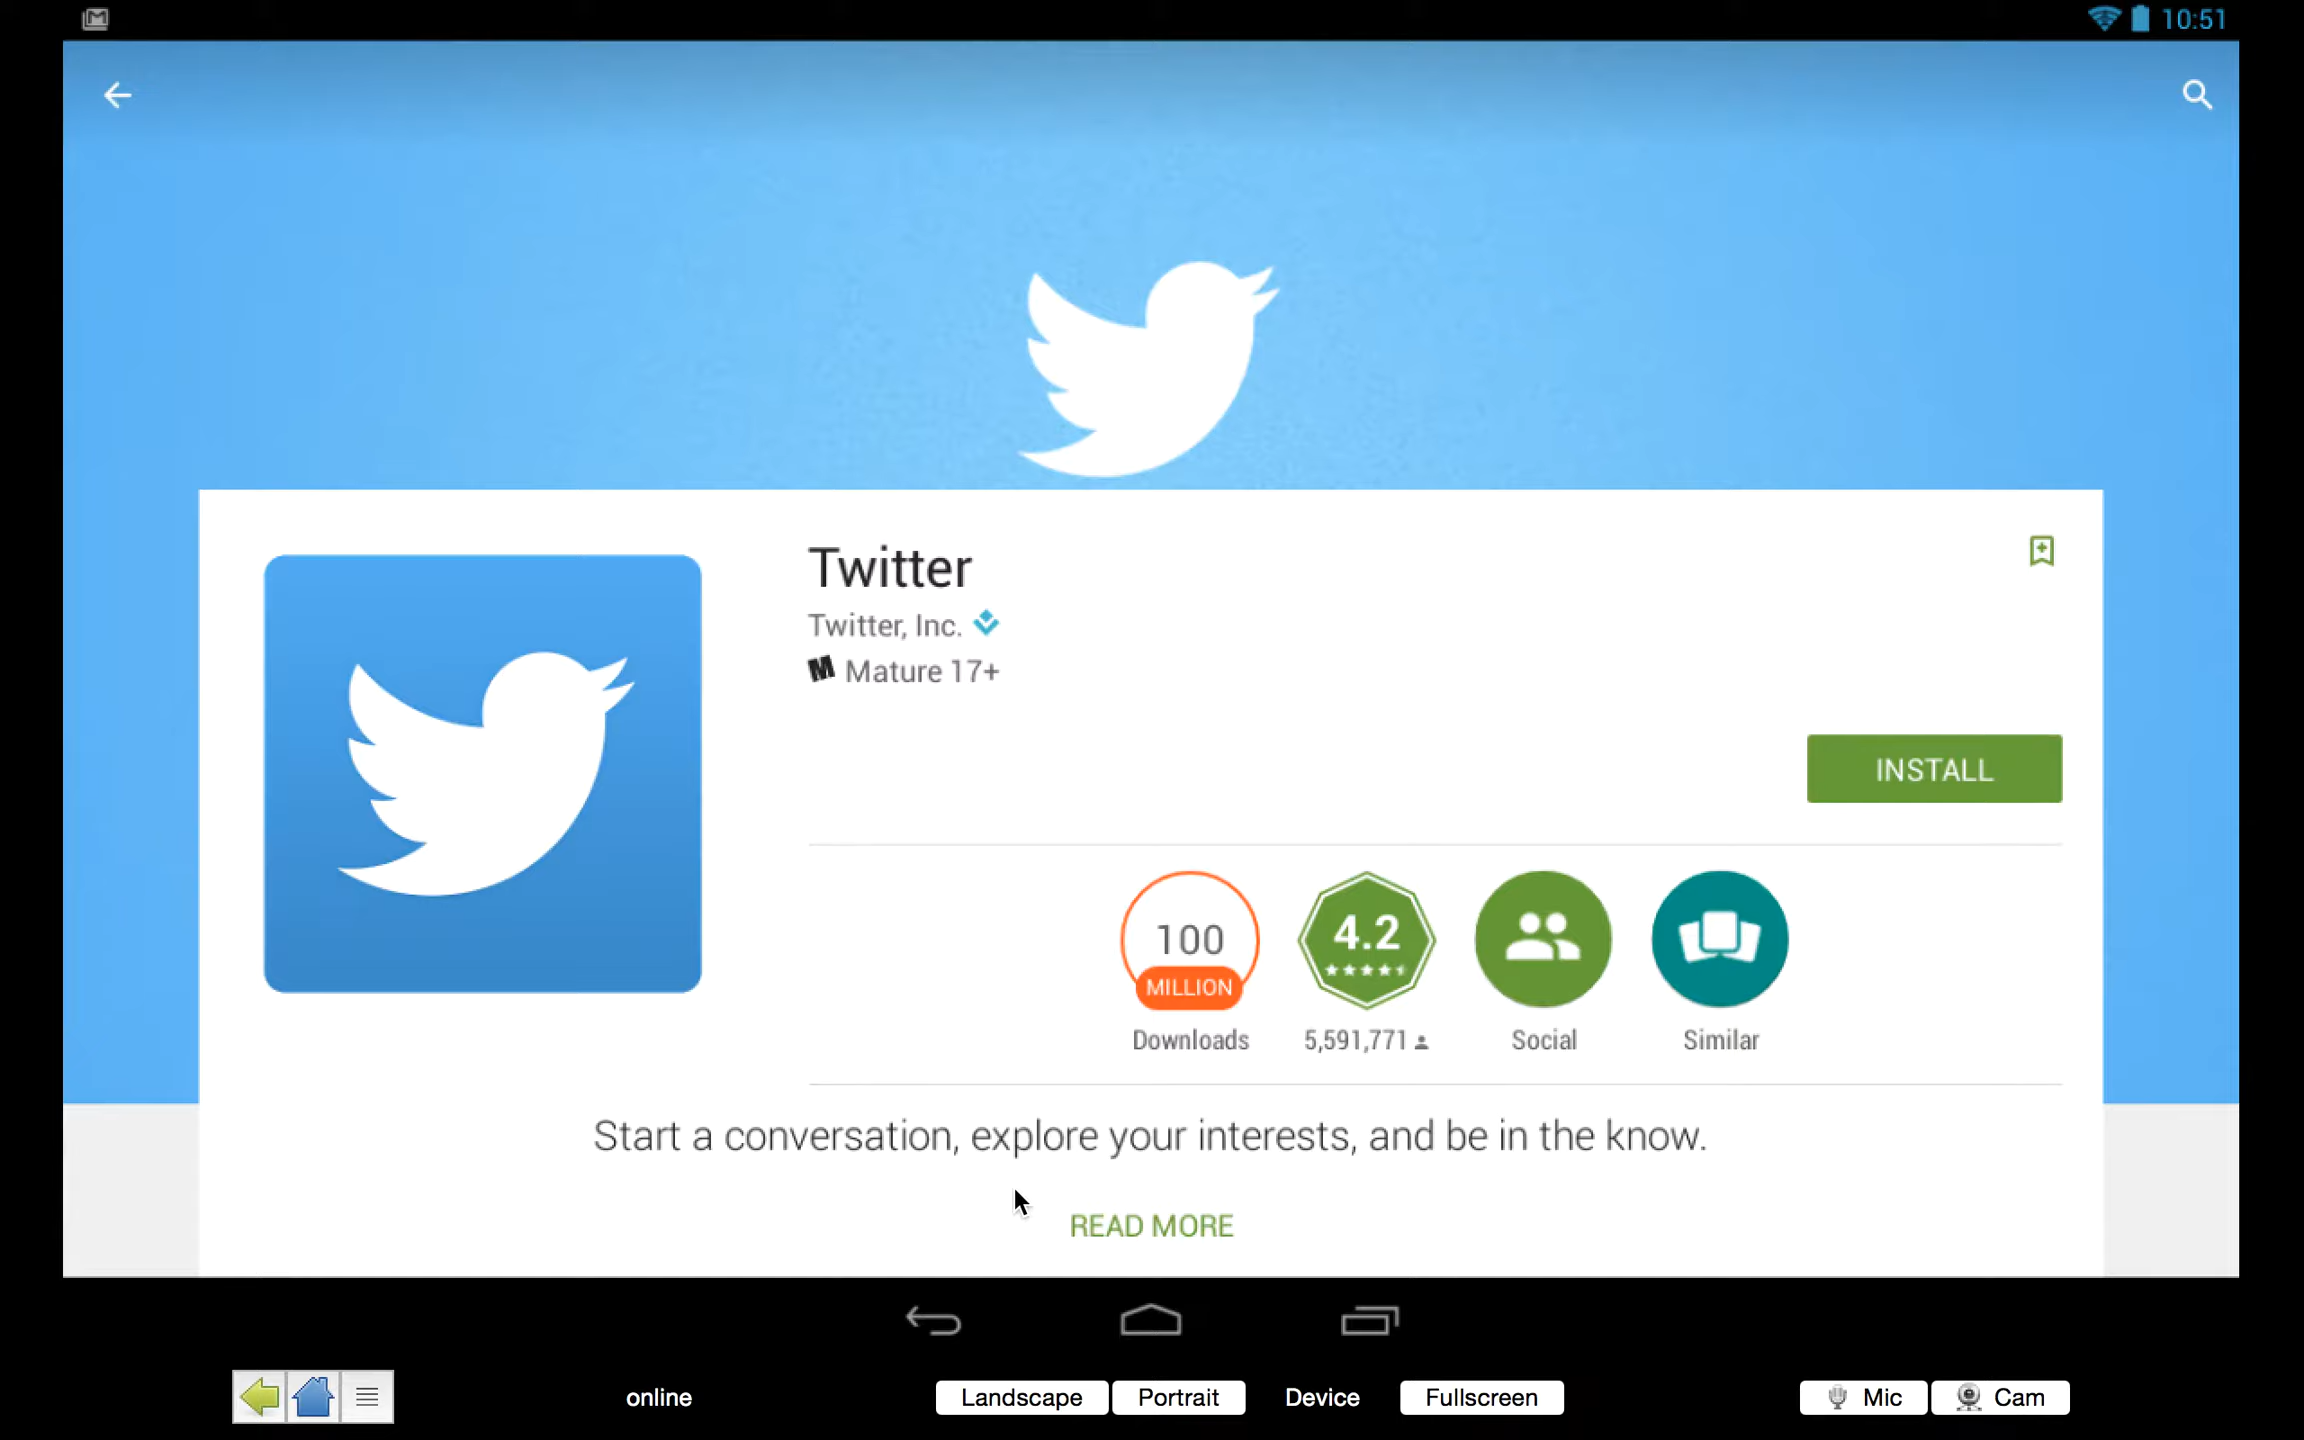 10:51
Twitter
Twitter, Inc.
Mature 17+
INSTALL
100
MILLION
Downloads
4.2
5,591,771
Social
Similar
Start a conversation, explore your interests, and be in the know.
READ MORE
online
Landscape
Portrait
Device
Fullscreen
Mic
Cam